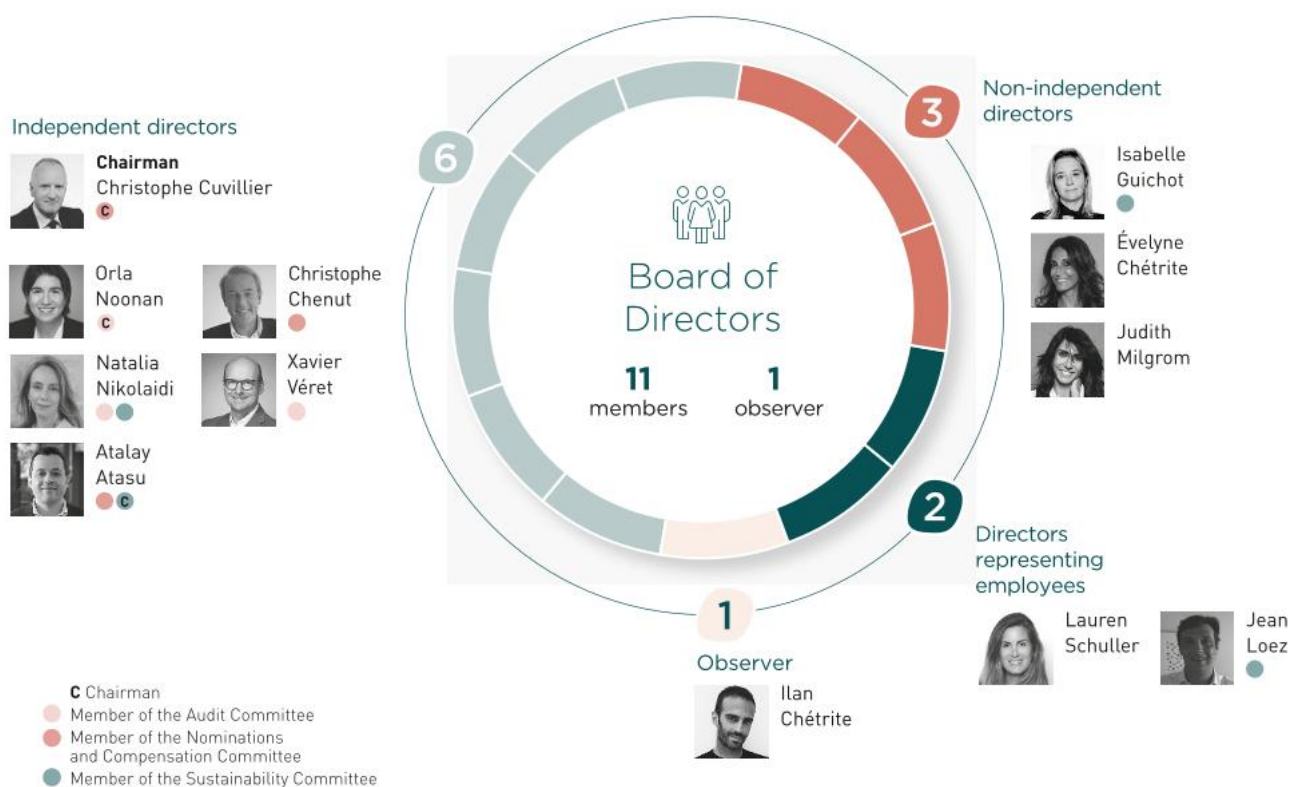 Independent directors
Chairman
Christophe Cuvillier
C
Orla
Noonan
C
Christophe
Chenut
Natalia
Nikolaidi
Xavier
Véret
Atalay
Atasu
C
6
Board of
Directors
11
members
1
observer
3
Non-independent
directors
Isabelle
Guichot
Évelyne
Chétrite
Judith
Milgrom
2
Directors
representing
employees
Lauren
Schuller
Jean
Loez
1
Observer
Ilan
Chétrite
C Chairman
Member of the Audit Committee
Member of the Nominations
and Compensation Committee
Member of the Sustainability Committee